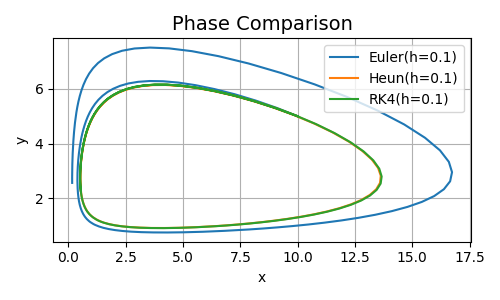 Phase Comparison
Euler(h=0.1)
Heun(h=0.1)
RK4(h=0.1)
y
6
4
2
0.0 2.5 5.0 7.5 10.0 12.5 15.0 17.5
x